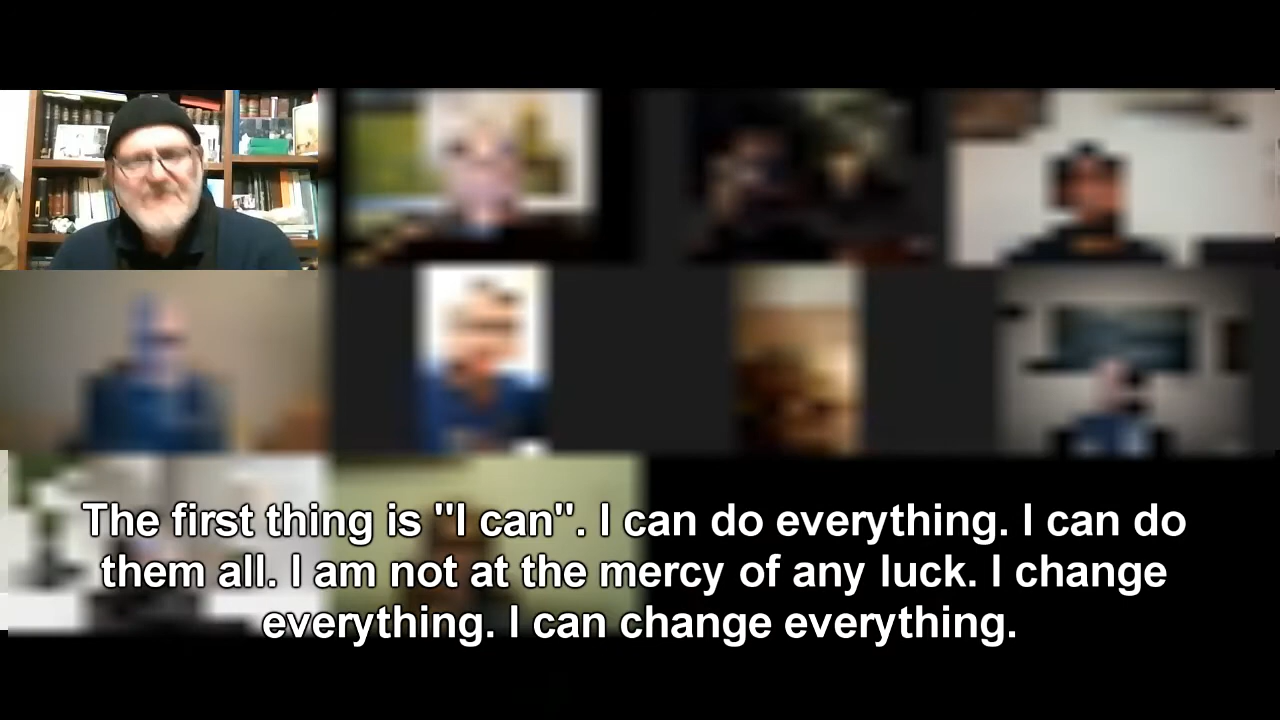 The first thing is "I can". I can do everything. I can do
them all. I am not at the mercy of any luck. I change
everything. I can change everything.